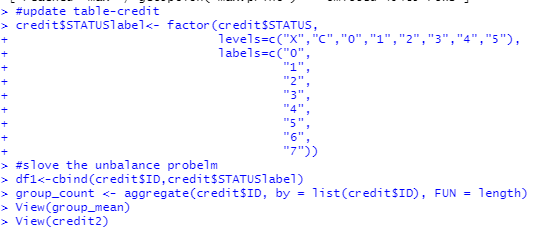 > #update table-credit
> credit$STATUSlabel<- factor(credit$STATUS,
+ levels=c("X","C","0","1","2","3","4","5"),
+ labels=c("0",
+ "1",
+ "2",
+ "3",
+ "4",
+ "5",
+ "6",
+ "7"))
> #slove the unbalance probelm
> df1<-cbind(credit$ID,credit$STATUSlabel)
> group_count <- aggregate(credit$ID, by = list(credit$ID), FUN = length)
> View(group_mean)
> View(credit2)